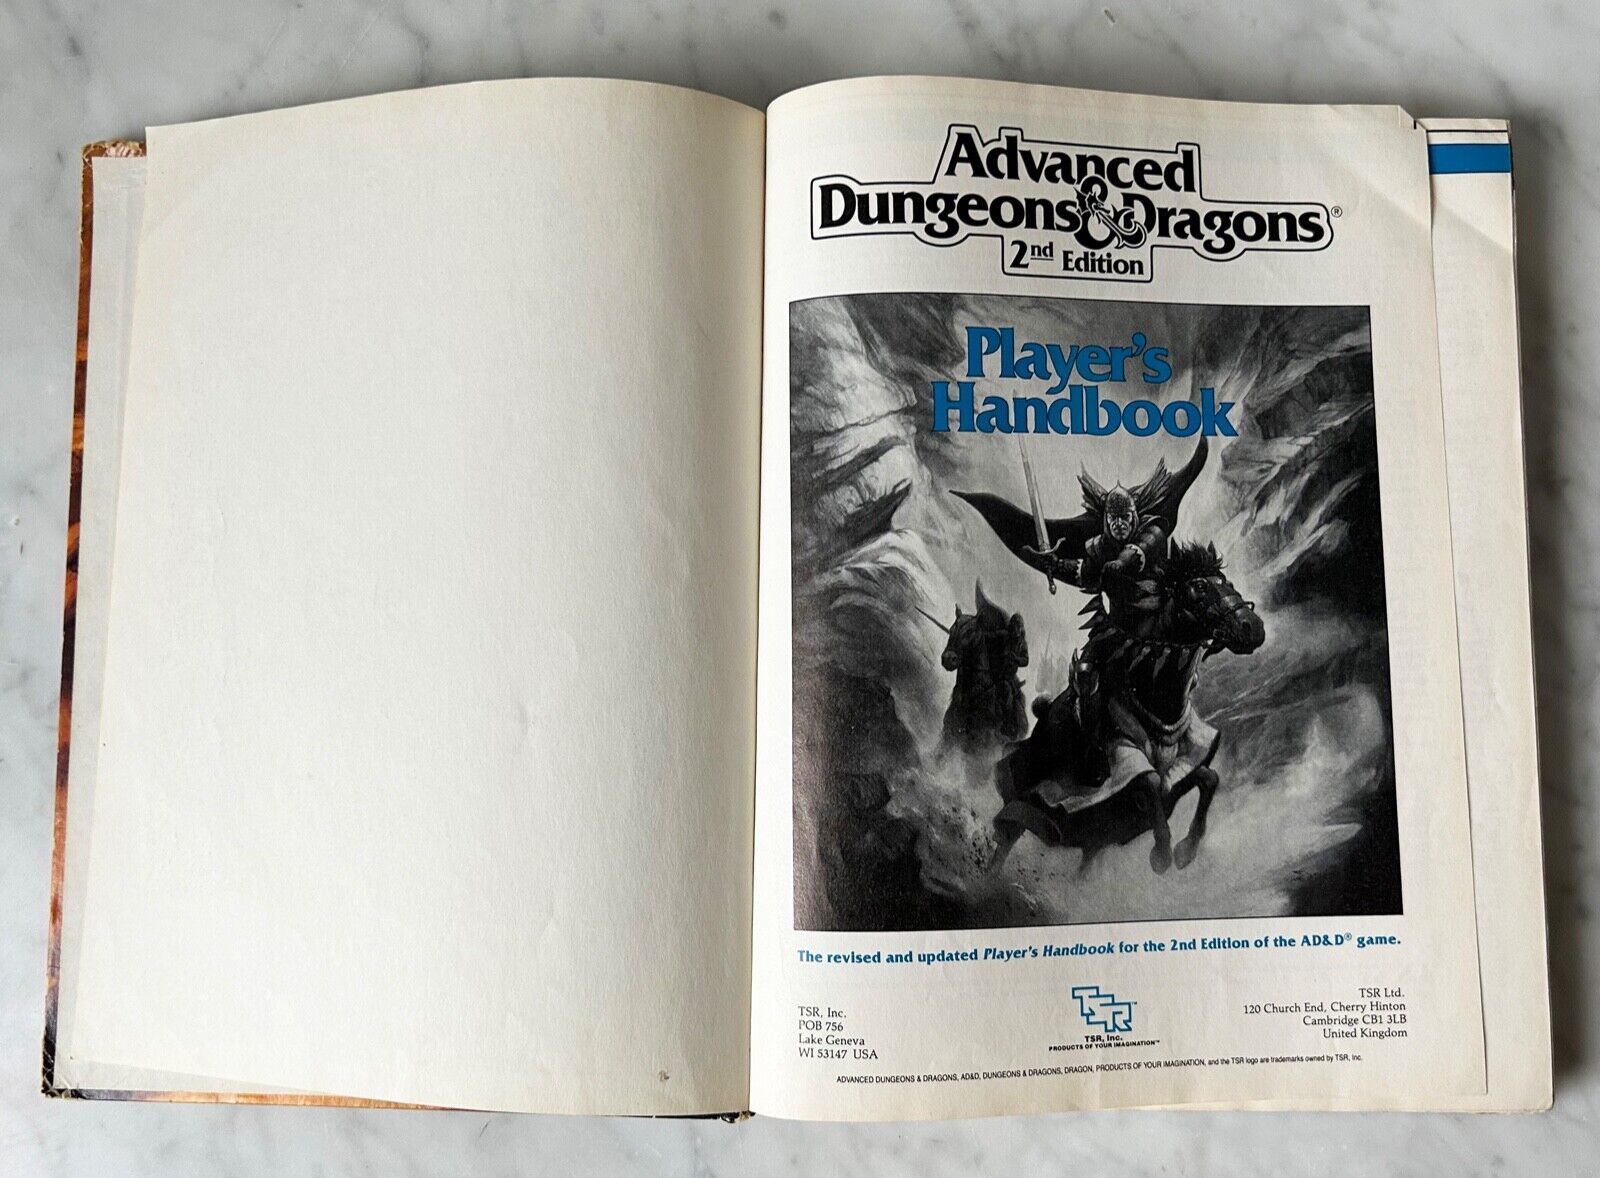 Advanced
Dungeons & Dragons®
2nd Edition
Player's
Handbook
The revised and updated Player's Handbook for the 2nd Edition of the AD&D® game.
TSR, Inc.
POB 756
Lake Geneva
WI 53147 USA
TSR™
TSR, Inc.
PRODUCTS OF YOUR IMAGINATION™
TSR Ltd.
120 Church End, Cherry Hinton
Cambridge CB1 3LB
United Kingdom
ADVANCED DUNGEONS & DRAGONS, AD&D, DUNGEONS & DRAGONS, DRAGON, PRODUCTS OF YOUR IMAGINATION, and the TSR logo are trademarks owned by TSR, Inc.